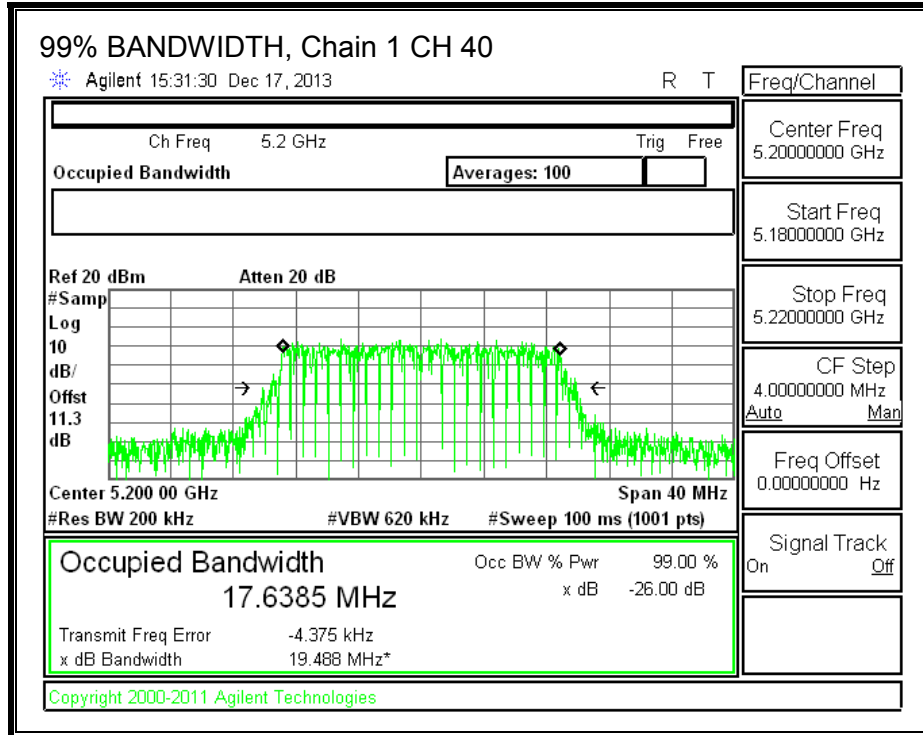 99% BANDWIDTH, Chain 1 CH 40
Agilent 15:31:30 Dec 17, 2013 R T
Freq/Channel
Ch Freq 5.2 GHz Trig Free
Occupied Bandwidth Averages: 100
Center Freq
5.20000000 GHz
Start Freq
5.18000000 GHz
Stop Freq
5.22000000 GHz
CF Step
4.00000000 MHz
Auto Man
Freq Offset
0.00000000 Hz
Signal Track
On Off
Ref 20 dBm Atten 20 dB
#Samp
Log
10
dB/
Offst
11.3
dB
Center 5.200 00 GHz Span 40 MHz
#Res BW 200 kHz #VBW 620 kHz #Sweep 100 ms (1001 pts)
Occupied Bandwidth Occ BW % Pwr 99.00 %
17.6385 MHz x dB -26.00 dB
Transmit Freq Error -4.375 kHz
x dB Bandwidth 19.488 MHz*
Copyright 2000-2011 Agilent Technologies